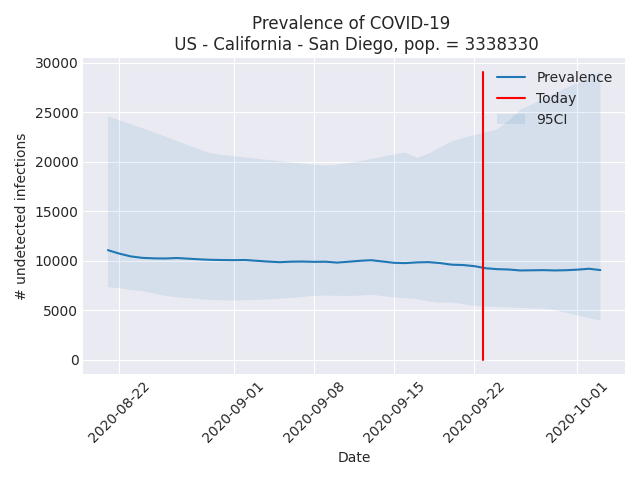 Prevalence of COVID-19
US - California - San Diego, pop. = 3338330
30000
25000
20000
15000
10000
5000
0
# undetected infections
Prevalence
Today
95CI
2020-08-22
2020-09-01
2020-09-08
2020-09-15
2020-09-22
2020-10-01
Date